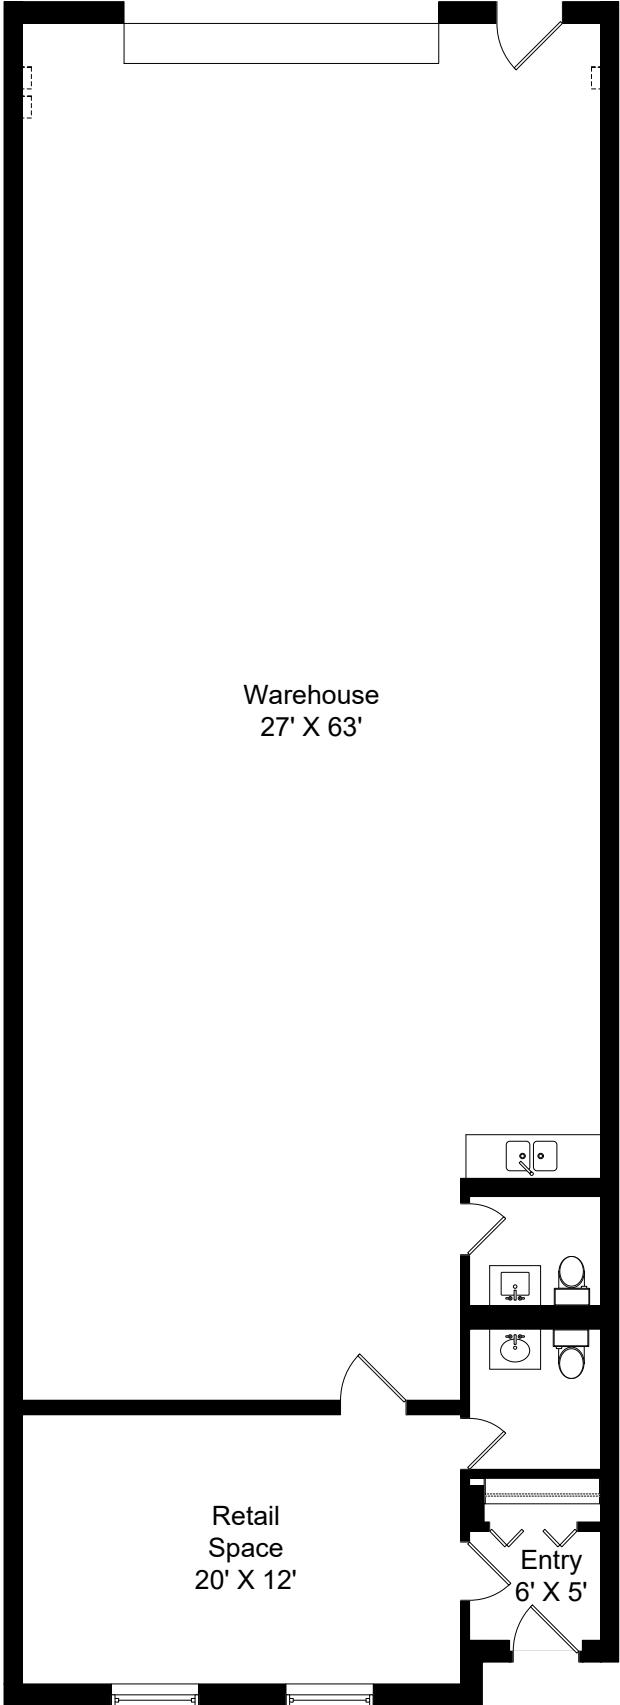 Warehouse
27' X 63'
Retail
Space
20' X 12'
Entry
6' X 5'